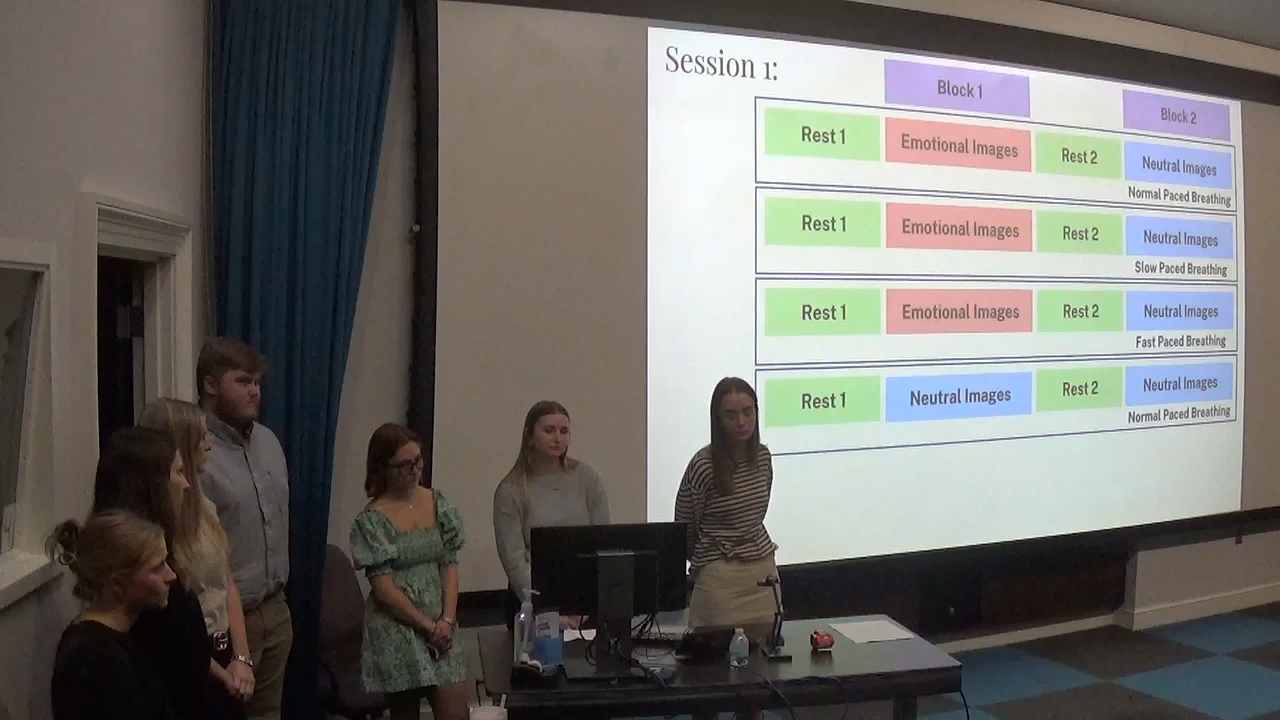 Session 1:
Block 1
Block 2
Rest 1
Emotional Images
Rest 2
Neutral Images
Normal Paced Breathing
Rest 1
Emotional Images
Rest 2
Neutral Images
Slow Paced Breathing
Rest 1
Emotional Images
Rest 2
Neutral Images
Fast Paced Breathing
Rest 1
Neutral Images
Rest 2
Neutral Images
Normal Paced Breathing